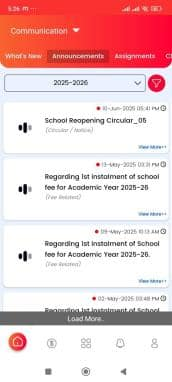 5:26
Communication
What's New Announcements Assignments
2025-2026
10-Jun-2025 05:41 PM
School Reopening Circular_05
(Circular / Notice)
View More
13-May-2025 03:31 PM
Regarding 1st instalment of school
fee for Academic Year 2025-26
(Fee Related)
View More
09-May-2025 10:13 AM
Regarding 1st instalment of School
fee for Academic Year 2025-26.
(Fee Related)
View More
02-May-2025 03:48 PM
Regarding 1st instalment of School
Load More..